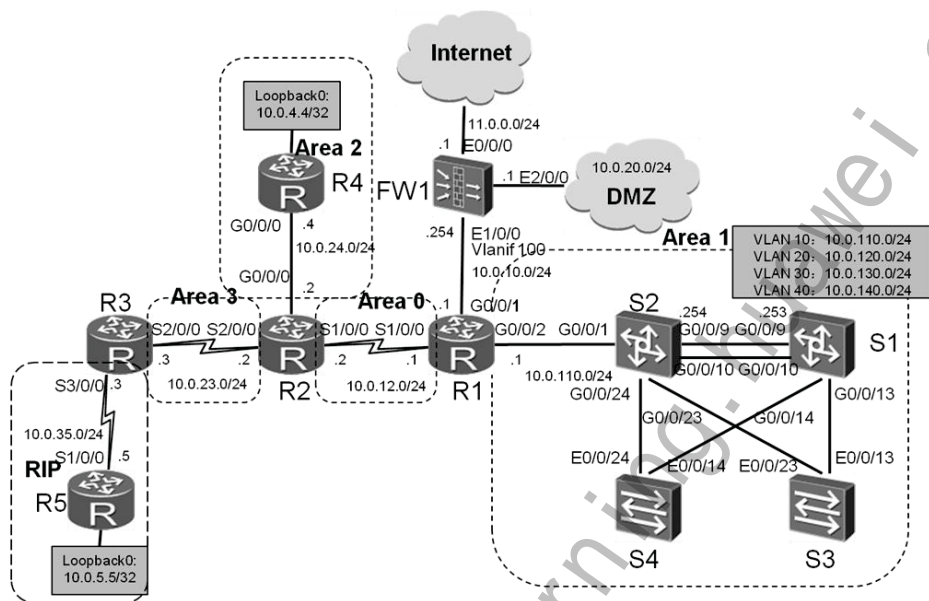 Internet
Loopback0:
10.0.4.4/32
11.0.0.0/24
.1
E0/0/0
Area 2
R4
R
FW1
.1
E2/0/0
10.0.20.0/24
DMZ
G0/0/0
.4
10.0.24.0/24
.254
E1/0/0
Vlanif 100
10.0.10.0/24
Area 1
VLAN 10: 10.0.110.0/24
VLAN 20: 10.0.120.0/24
VLAN 30: 10.0.130.0/24
VLAN 40: 10.0.140.0/24
G0/0/0
.2
.1
G0/0/1
R3
Area 3
Area 0
S2
.254
.253
G0/0/9
G0/0/9
S1
R
S2/0/0
S2/0/0
R
S1/0/0
S1/0/0
R
G0/0/2
G0/0/1
G0/0/10
G0/0/10
.3
.2
.2
.1
.1
10.0.23.0/24
R2
10.0.12.0/24
R1
10.0.110.0/24
S3/0/0
.3
G0/0/24
G0/0/23
G0/0/14
G0/0/13
10.0.35.0/24
S1/0/0
.5
RIP
R5
R
E0/0/24
E0/0/14
E0/0/23
E0/0/13
S4
S3
Loopback0:
10.0.5.5/32
rning.huawei